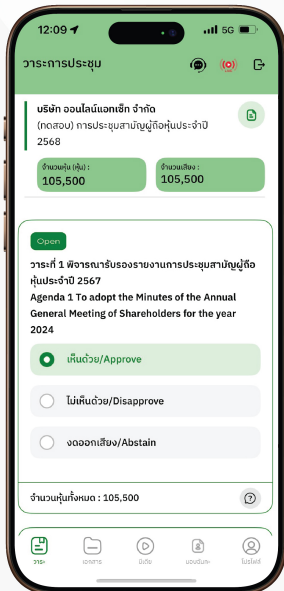 12:09
5G
วาระการประชุม
บริษัท ออนไลน์แอทเซ็ท จำกัด
(ทดสอบ) การประชุมสามัญผู้ถือหุ้นประจำปี
2568
จำนวนหุ้น (หุ้น) :
105,500
จำนวนเสียง :
105,500
Open
วาระที่ 1 พิจารณารับรองรายงานการประชุมสามัญผู้ถือ
หุ้นประจำปี 2567
Agenda 1 To adopt the Minutes of the Annual
General Meeting of Shareholders for the year
2024
เห็นด้วย/Approve
ไม่เห็นด้วย/Disapprove
งดออกเสียง/Abstain
จำนวนหุ้นทั้งหมด : 105,500
วาระ
เอกสาร
มีเดีย
มอบฉันทะ
โปรไฟล์